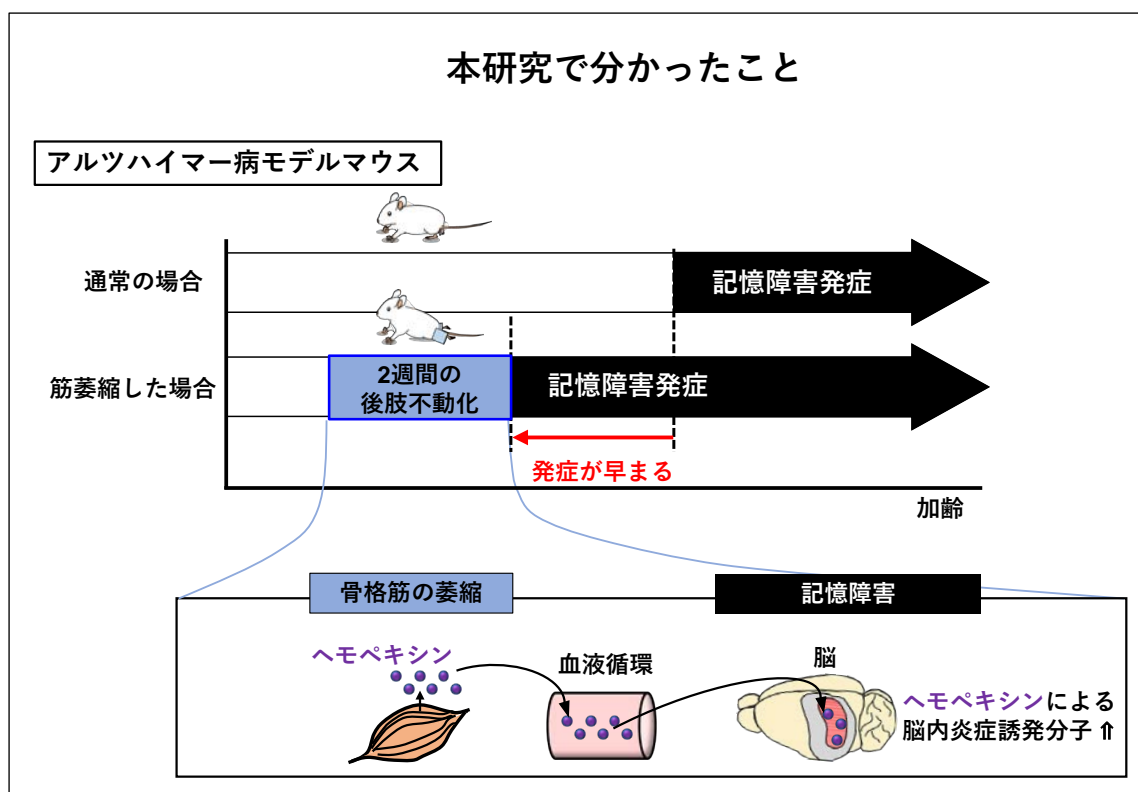 本研究で分かったこと
アルツハイマー病モデルマウス
通常の場合
記憶障害発症
筋萎縮した場合
2週間の
後肢不動化
記憶障害発症
発症が早まる
加齢
骨格筋の萎縮
記憶障害
ヘモペキシン
血液循環
脳
ヘモペキシンによる
脳内炎症誘発分子⇑